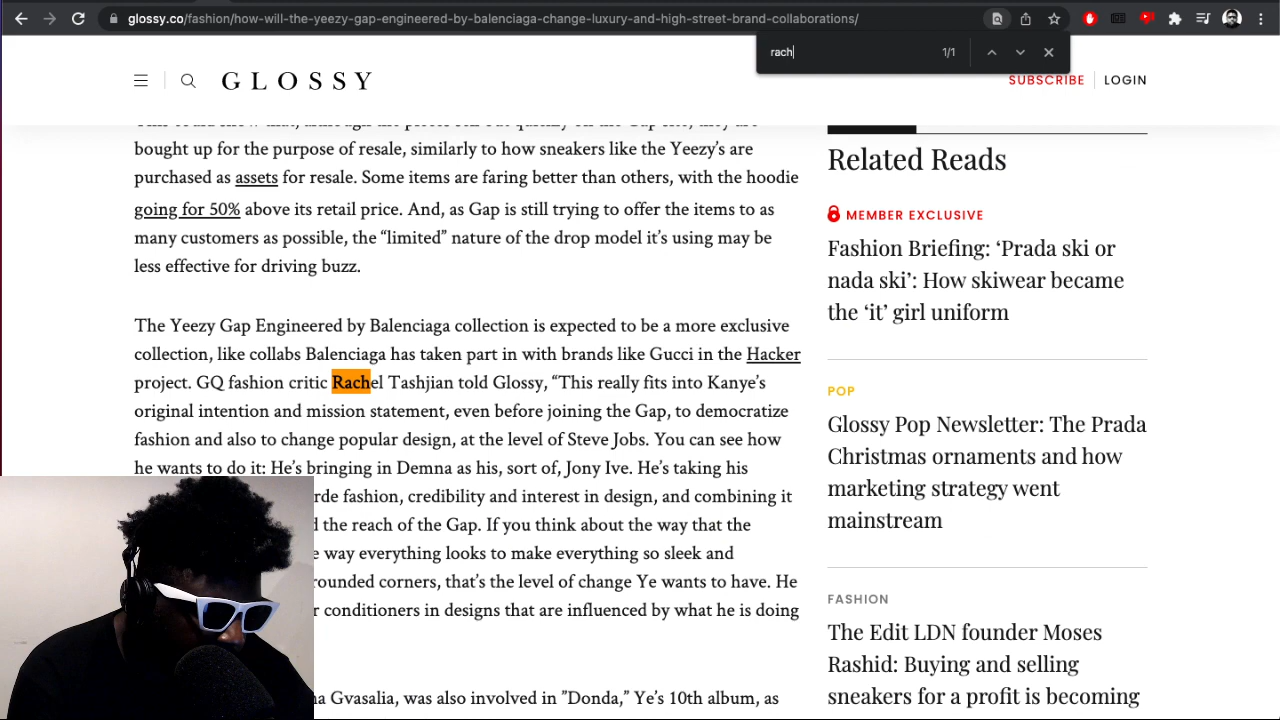 glossy.co/fashion/how-will-the-yeezy-gap-engineered-by-balenciaga-change-luxury-and-high-street-brand-collaborations/
rach
1/1
GLOSSY
SUBSCRIBE
LOGIN
bought up for the purpose of resale, similarly to how sneakers like the Yeezy’s are
purchased as assets for resale. Some items are faring better than others, with the hoodie
going for 50% above its retail price. And, as Gap is still trying to offer the items to as
many customers as possible, the “limited” nature of the drop model it’s using may be
less effective for driving buzz.
The Yeezy Gap Engineered by Balenciaga collection is expected to be a more exclusive
collection, like collabs Balenciaga has taken part in with brands like Gucci in the Hacker
project. GQ fashion critic Rachel Tashjian told Glossy, “This really fits into Kanye’s
original intention and mission statement, even before joining the Gap, to democratize
fashion and also to change popular design, at the level of Steve Jobs. You can see how
he wants to do it: He’s bringing in Demna as his, sort of, Jony Ive. He’s taking his
rde fashion, credibility and interest in design, and combining it
d the reach of the Gap. If you think about the way that the
e way everything looks to make everything so sleek and
rounded corners, that’s the level of change Ye wants to have. He
r conditioners in designs that are influenced by what he is doing
na Gvasalia, was also involved in ”Donda,” Ye’s 10th album, as
Related Reads
MEMBER EXCLUSIVE
Fashion Briefing: ‘Prada ski or
nada ski’: How skiwear became
the ‘it’ girl uniform
POP
Glossy Pop Newsletter: The Prada
Christmas ornaments and how
marketing strategy went
mainstream
FASHION
The Edit LDN founder Moses
Rashid: Buying and selling
sneakers for a profit is becoming